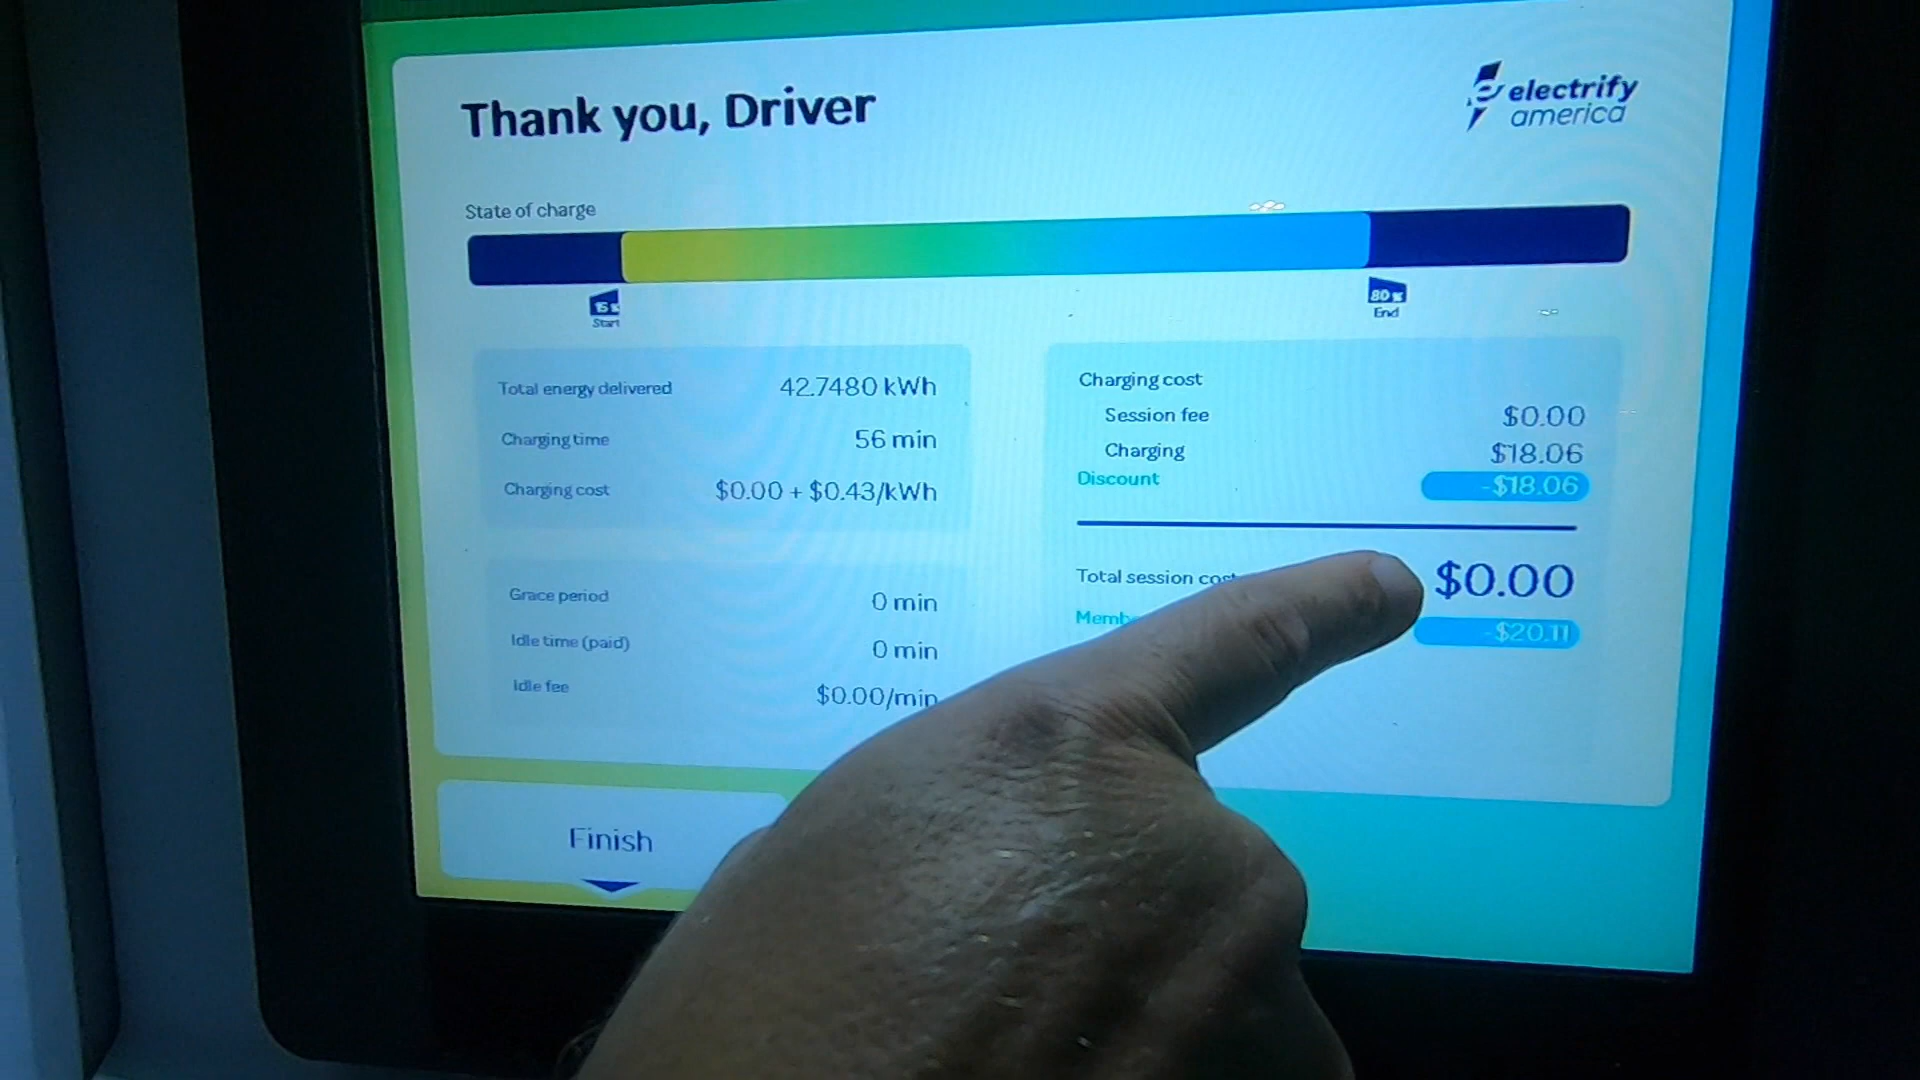 Thank you, Driver
electrify
america
State of charge
15%
Start
80%
End
Total energy delivered 42.7480 kWh
Charging time 56 min
Charging cost $0.00 + $0.43/kWh
Grace period 0 min
Idle time (paid) 0 min
Idle fee $0.00/min
Charging cost
Session fee $0.00
Charging $18.06
Discount -$18.06
Total session cost $0.00
-$20.11
Finish